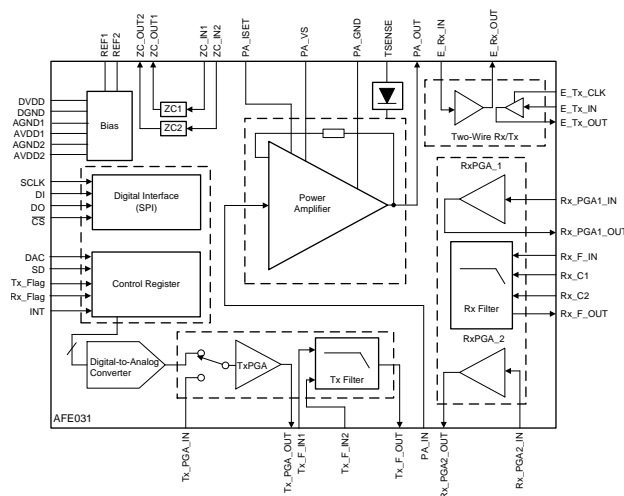 REF1
REF2
ZC_OUT2
ZC_OUT1
ZC_IN1
ZC_IN2
PA_ISET
PA_VS
PA_GND
TSENSE
PA_OUT
E_Rx_IN
E_Rx_OUT
DVDD
DGND
AGND1
AVDD1
AGND2
AVDD2
Bias
ZC1
ZC2
E_Tx_CLK
E_Tx_IN
E_Tx_OUT
Two-Wire Rx/Tx
SCLK
DI
DO
CS
Digital Interface
(SPI)
Power
Amplifier
RxPGA_1
Rx_PGA1_IN
Rx_PGA1_OUT
DAC
SD
Tx_Flag
Rx_Flag
INT
Control Register
Rx_F_IN
Rx_C1
Rx_C2
Rx_F_OUT
Rx Filter
RxPGA_2
Digital-to-Analog
Converter
TxPGA
Tx Filter
AFE031
Tx_PGA_IN
Tx_PGA_OUT
Tx_F_IN1
Tx_F_IN2
Tx_F_OUT
PA_IN
Rx_PGA2_OUT
Rx_PGA2_IN